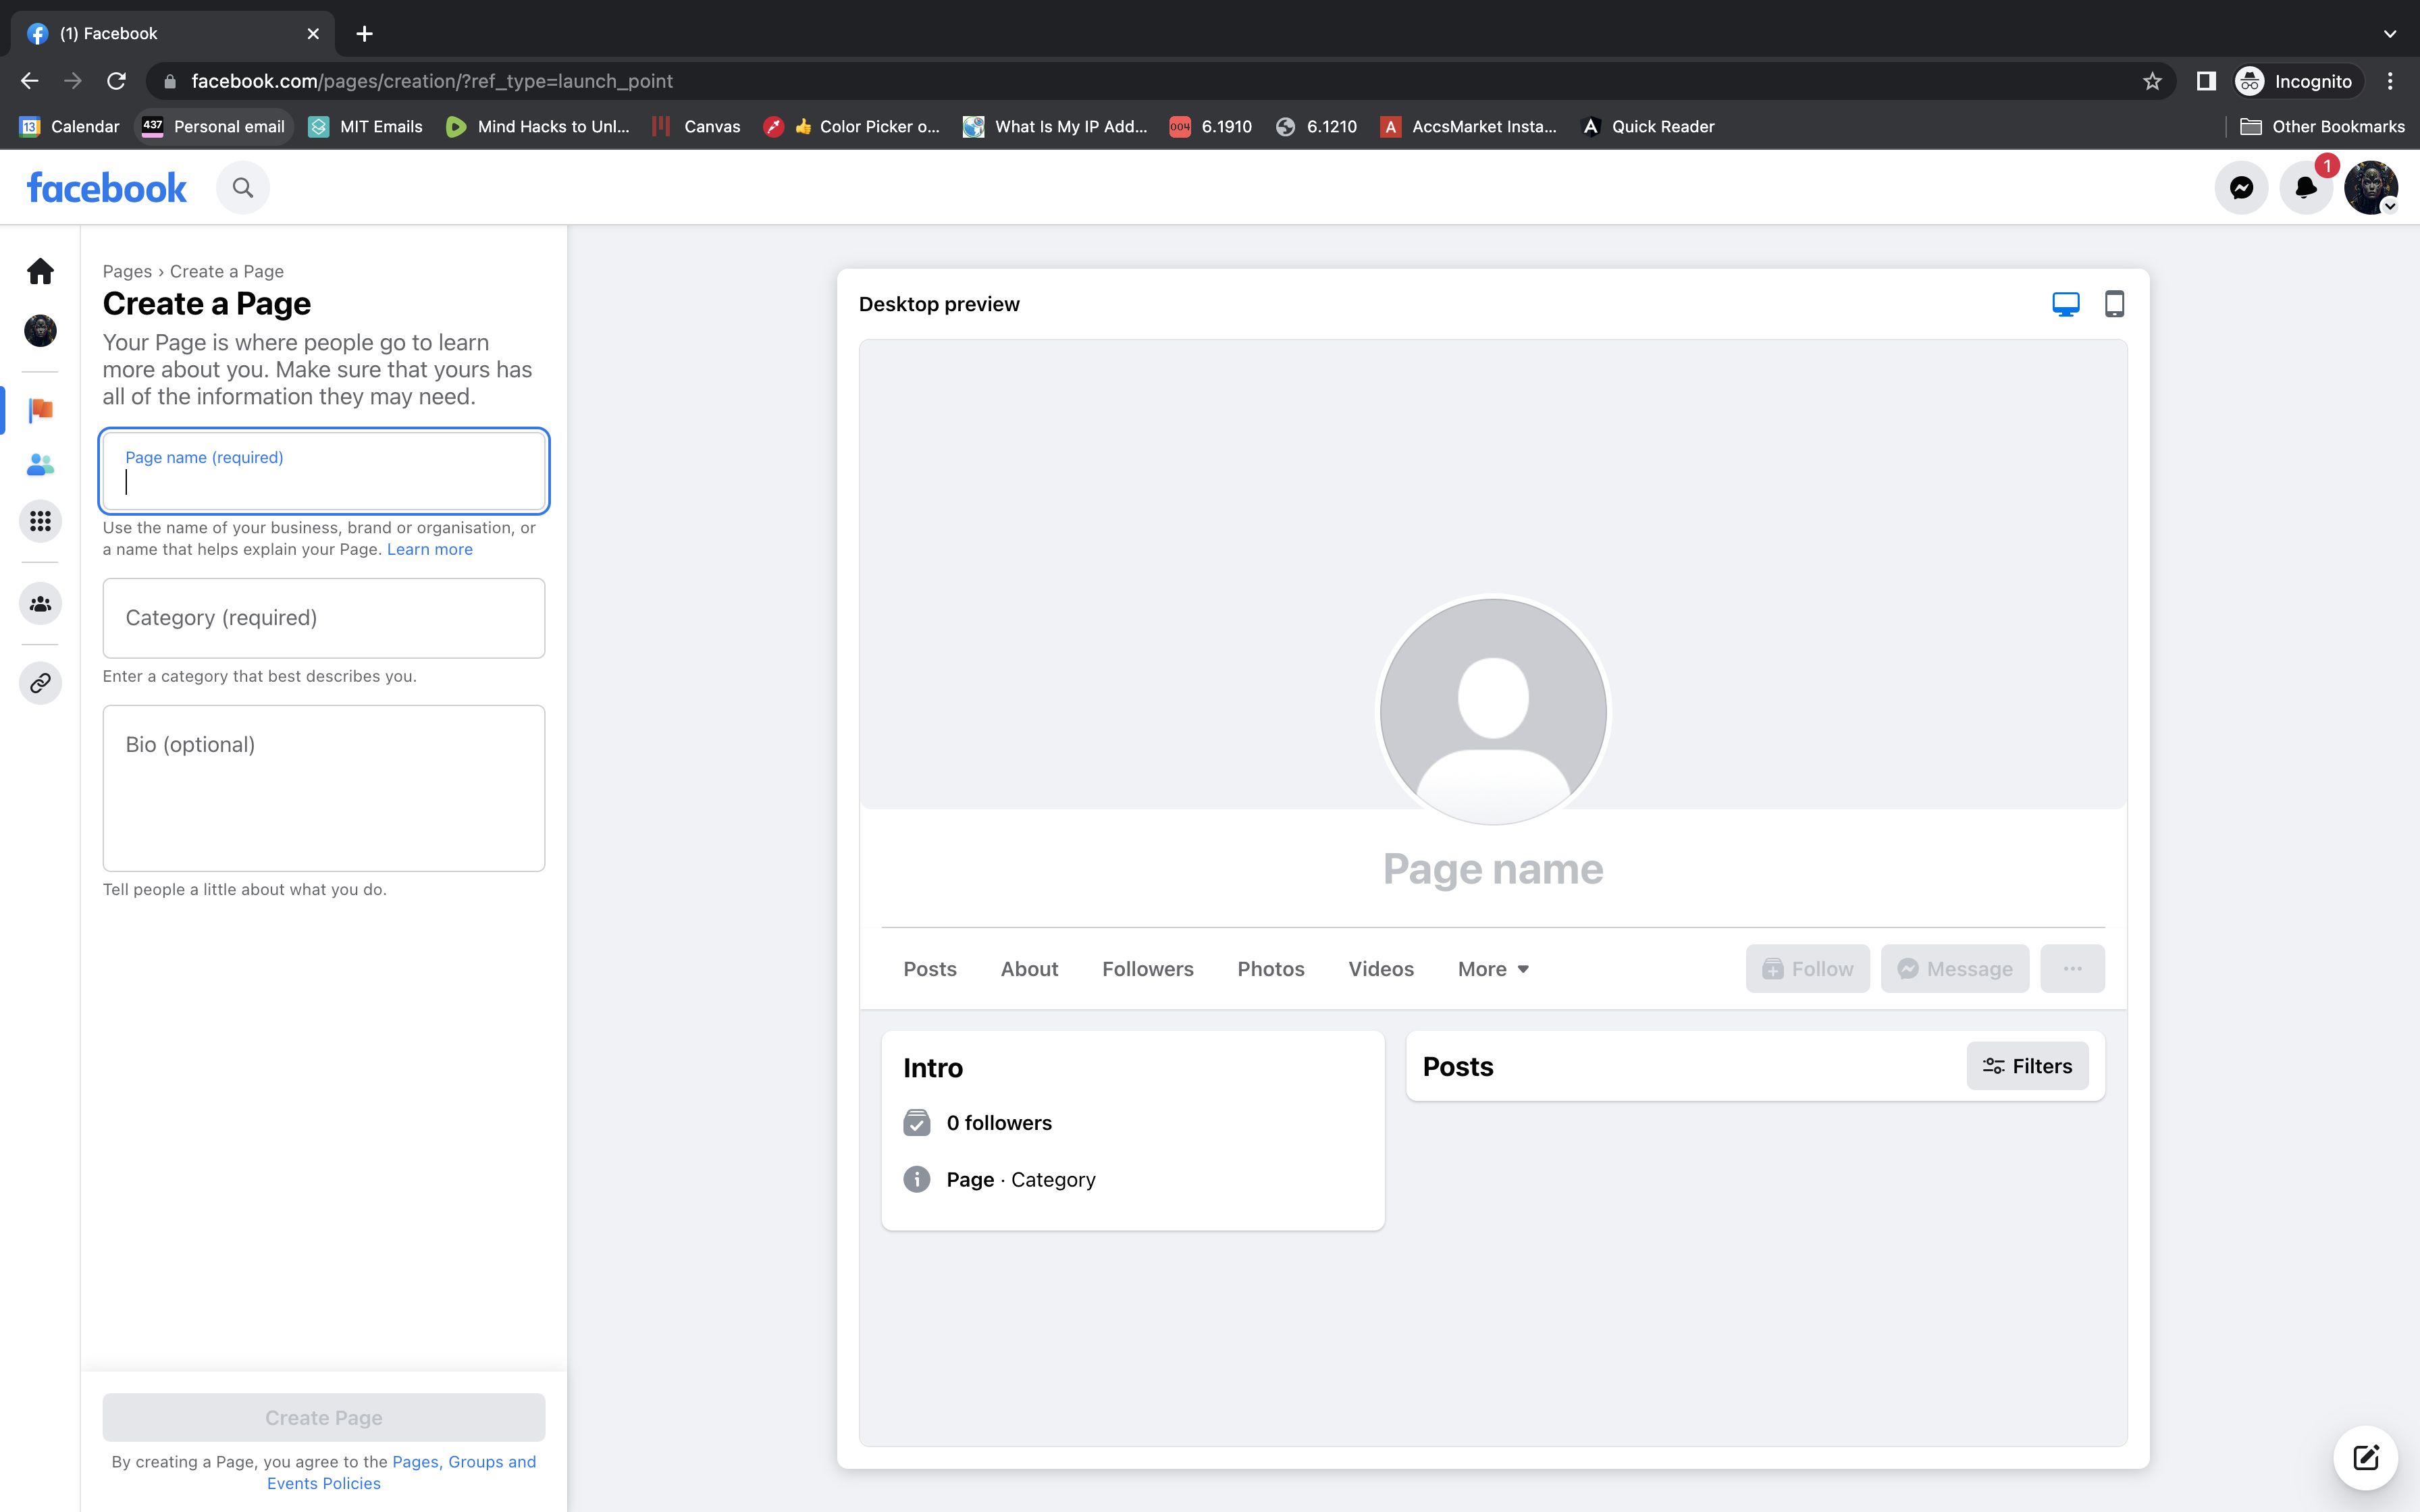 (1) Facebook
facebook.com/pages/creation/?ref_type=launch_point
Incognito
13 Calendar
437 Personal email
MIT Emails
Mind Hacks to Unl...
Canvas
👍 Color Picker o...
What Is My IP Add...
004 6.1910
6.1210
A AccsMarket Insta...
Quick Reader
Other Bookmarks
facebook
1
Pages › Create a Page
Create a Page
Your Page is where people go to learn
more about you. Make sure that yours has
all of the information they may need.
Page name (required)
Use the name of your business, brand or organisation, or
a name that helps explain your Page. Learn more
Category (required)
Enter a category that best describes you.
Bio (optional)
Tell people a little about what you do.
Create Page
By creating a Page, you agree to the Pages, Groups and
Events Policies
Desktop preview
Page name
Posts
About
Followers
Photos
Videos
More
Follow
Message
Intro
0 followers
Page · Category
Posts
Filters